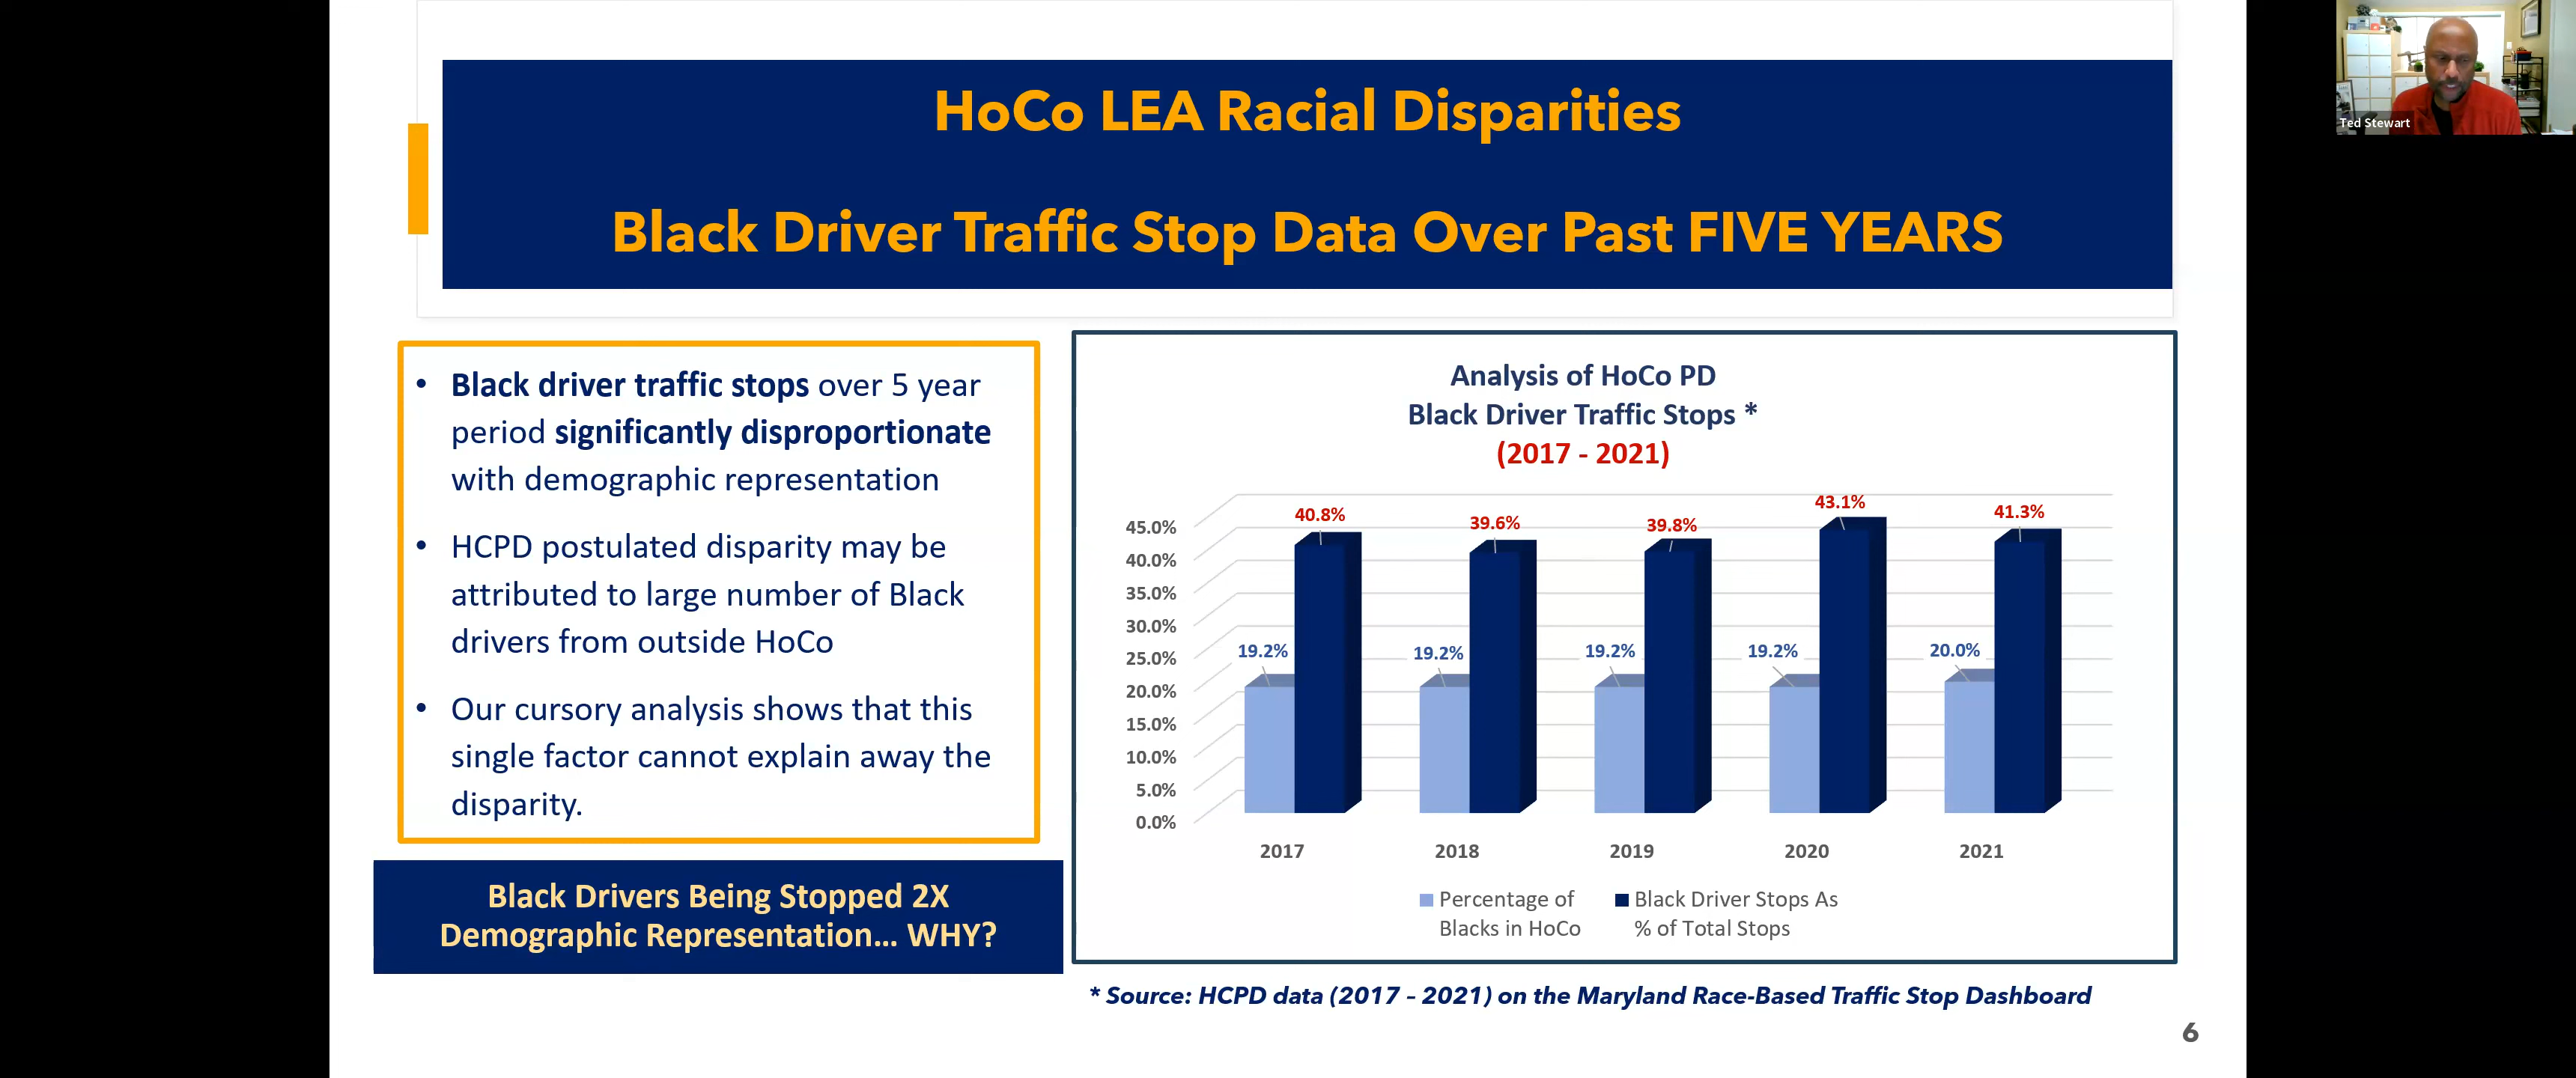 HoCo LEA Racial Disparities
Black Driver Traffic Stop Data Over Past FIVE YEARS
Ted Stewart
• Black driver traffic stops over 5 year
period significantly disproportionate
with demographic representation
• HCPD postulated disparity may be
attributed to large number of Black
drivers from outside HoCo
• Our cursory analysis shows that this
single factor cannot explain away the
disparity.
Black Drivers Being Stopped 2X
Demographic Representation... WHY?
Analysis of HoCo PD
Black Driver Traffic Stops *
(2017 - 2021)
45.0%
40.0%
35.0%
30.0%
25.0%
20.0%
15.0%
10.0%
5.0%
0.0%
19.2%
40.8%
19.2%
39.6%
19.2%
39.8%
19.2%
43.1%
20.0%
41.3%
2017
2018
2019
2020
2021
Percentage of
Blacks in HoCo
Black Driver Stops As
% of Total Stops
* Source: HCPD data (2017 – 2021) on the Maryland Race-Based Traffic Stop Dashboard
6